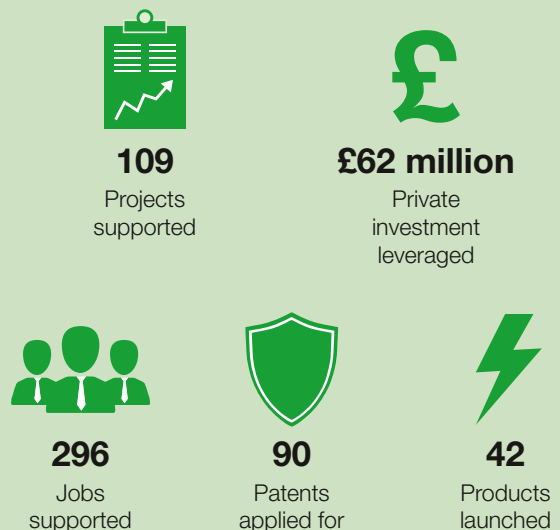 109
Projects
supported
£62 million
Private
investment
leveraged
296
Jobs
supported
90
Patents
applied for
42
Products
launched